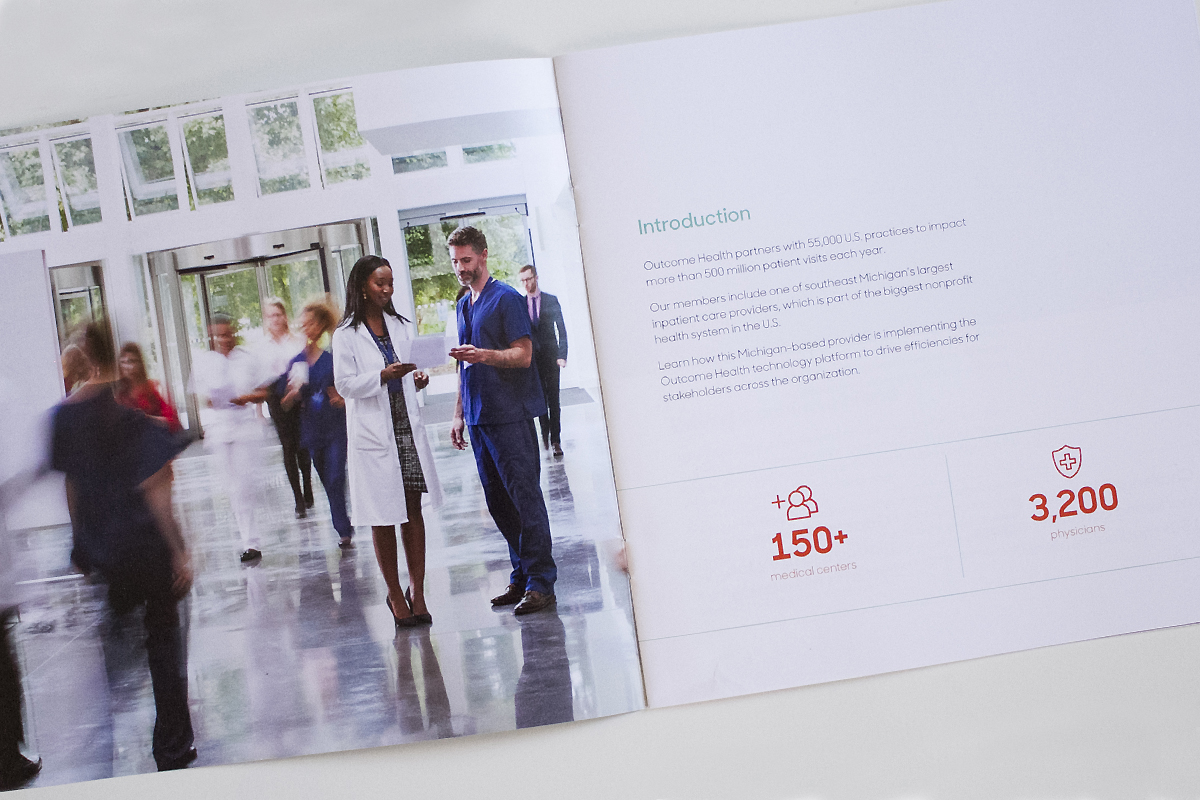 Introduction
Outcome Health partners with 55,000 U.S. practices to impact
more than 500 million patient visits each year.
Our members include one of southeast Michigan's largest
inpatient care providers, which is part of the biggest nonprofit
health system in the U.S.
Learn how this Michigan-based provider is implementing the
Outcome Health technology platform to drive efficiencies for
stakeholders across the organization.
150+
medical centers
3,200
physicians